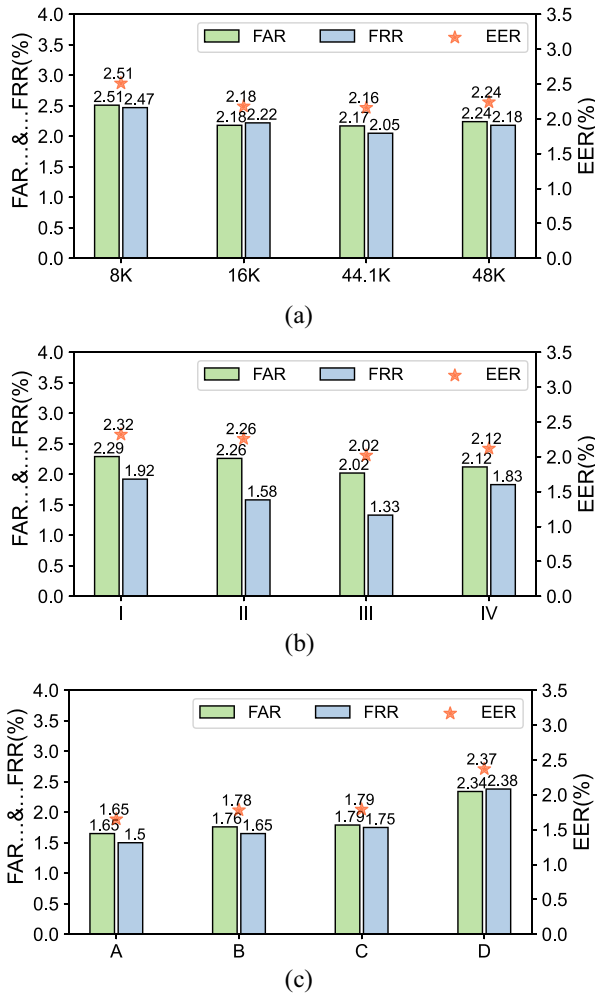 FAR FRR EER
4.0
3.5
3.0
2.5
2.0
1.5
1.0
0.5
0.0
FAR...&...FRR(%)
3.5
3.0
2.5
2.0
1.5
1.0
0.5
0.0
EER(%)
2.51 2.18 2.16 2.24
2.51 2.47 2.18 2.22 2.17 2.05 2.24 2.18
8K 16K 44.1K 48K
(a)
FAR FRR EER
4.0
3.5
3.0
2.5
2.0
1.5
1.0
0.5
0.0
FAR...&...FRR(%)
3.5
3.0
2.5
2.0
1.5
1.0
0.5
0.0
EER(%)
2.32 2.26 2.02 2.12
2.29 1.92 2.26 1.58 2.02 1.33 2.12 1.83
I II III IV
(b)
FAR FRR EER
4.0
3.5
3.0
2.5
2.0
1.5
1.0
0.5
0.0
FAR...&...FRR(%)
3.5
3.0
2.5
2.0
1.5
1.0
0.5
0.0
EER(%)
1.65 1.78 1.79 2.37
1.65 1.5 1.76 1.65 1.79 1.75 2.34 2.38
A B C D
(c)